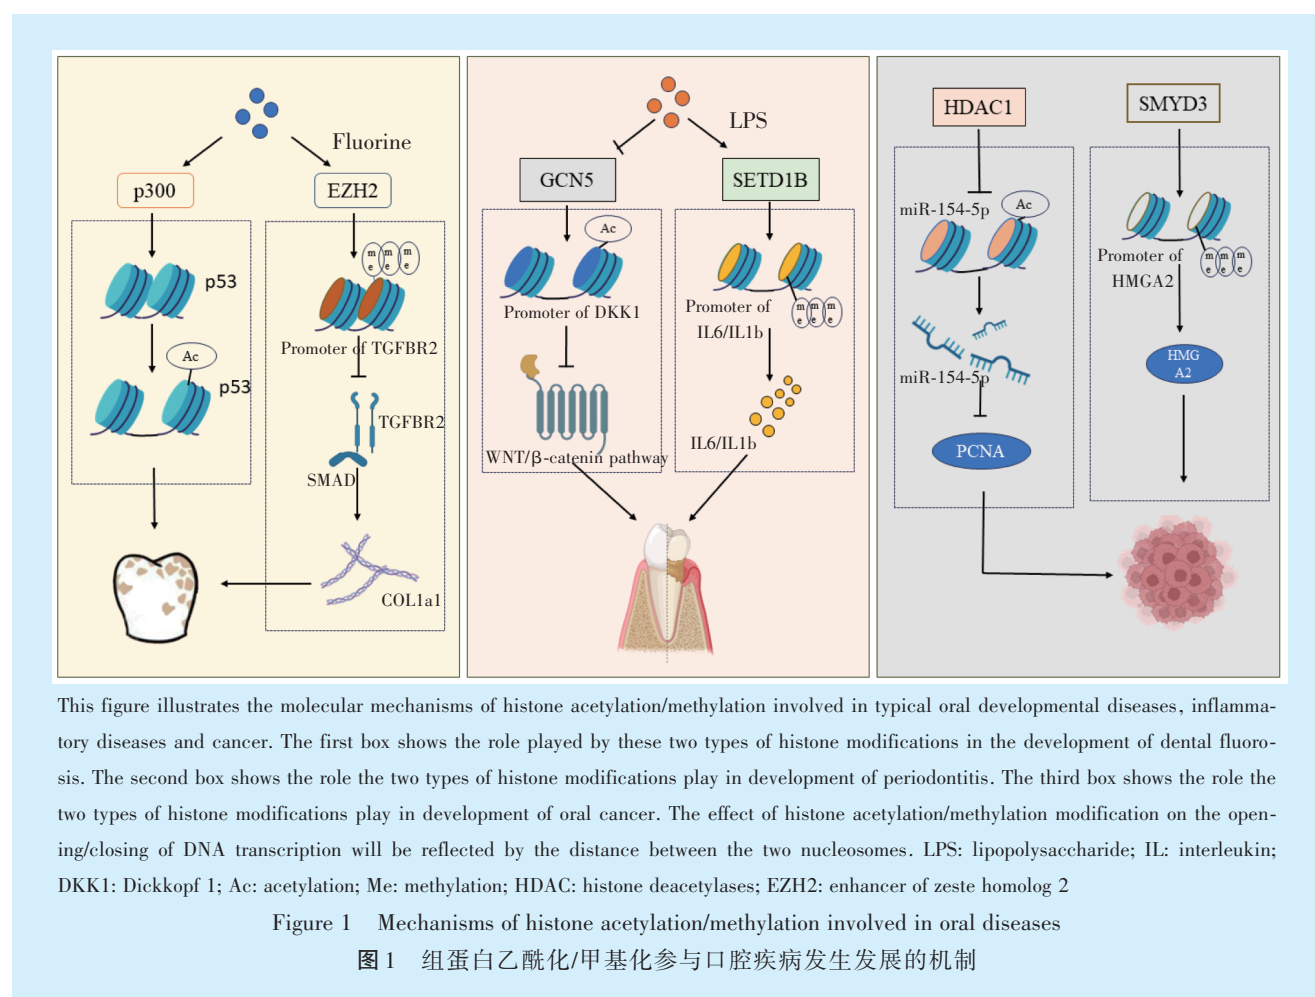 Fluorine
p300
EZH2
me me me
p53
Promoter of TGFBR2
Ac
p53
TGFBR2
SMAD
COL1a1
LPS
GCN5
SETD1B
Ac
Promoter of DKK1
Promoter of
IL6/IL1b
me me me
WNT/β-catenin pathway
IL6/IL1b
HDAC1
SMYD3
miR-154-5p
Ac
Promoter of
HMGA2
me me me
miR-154-5p
HMG
A2
PCNA
This figure illustrates the molecular mechanisms of histone acetylation/methylation involved in typical oral developmental diseases, inflamma-
tory diseases and cancer. The first box shows the role played by these two types of histone modifications in the development of dental fluoro-
sis. The second box shows the role the two types of histone modifications play in development of periodontitis. The third box shows the role the
two types of histone modifications play in development of oral cancer. The effect of histone acetylation/methylation modification on the open-
ing/closing of DNA transcription will be reflected by the distance between the two nucleosomes. LPS: lipopolysaccharide; IL: interleukin;
DKK1: Dickkopf 1; Ac: acetylation; Me: methylation; HDAC: histone deacetylases; EZH2: enhancer of zeste homolog 2
Figure 1 Mechanisms of histone acetylation/methylation involved in oral diseases
图1 组蛋白乙酰化/甲基化参与口腔疾病发生发展的机制